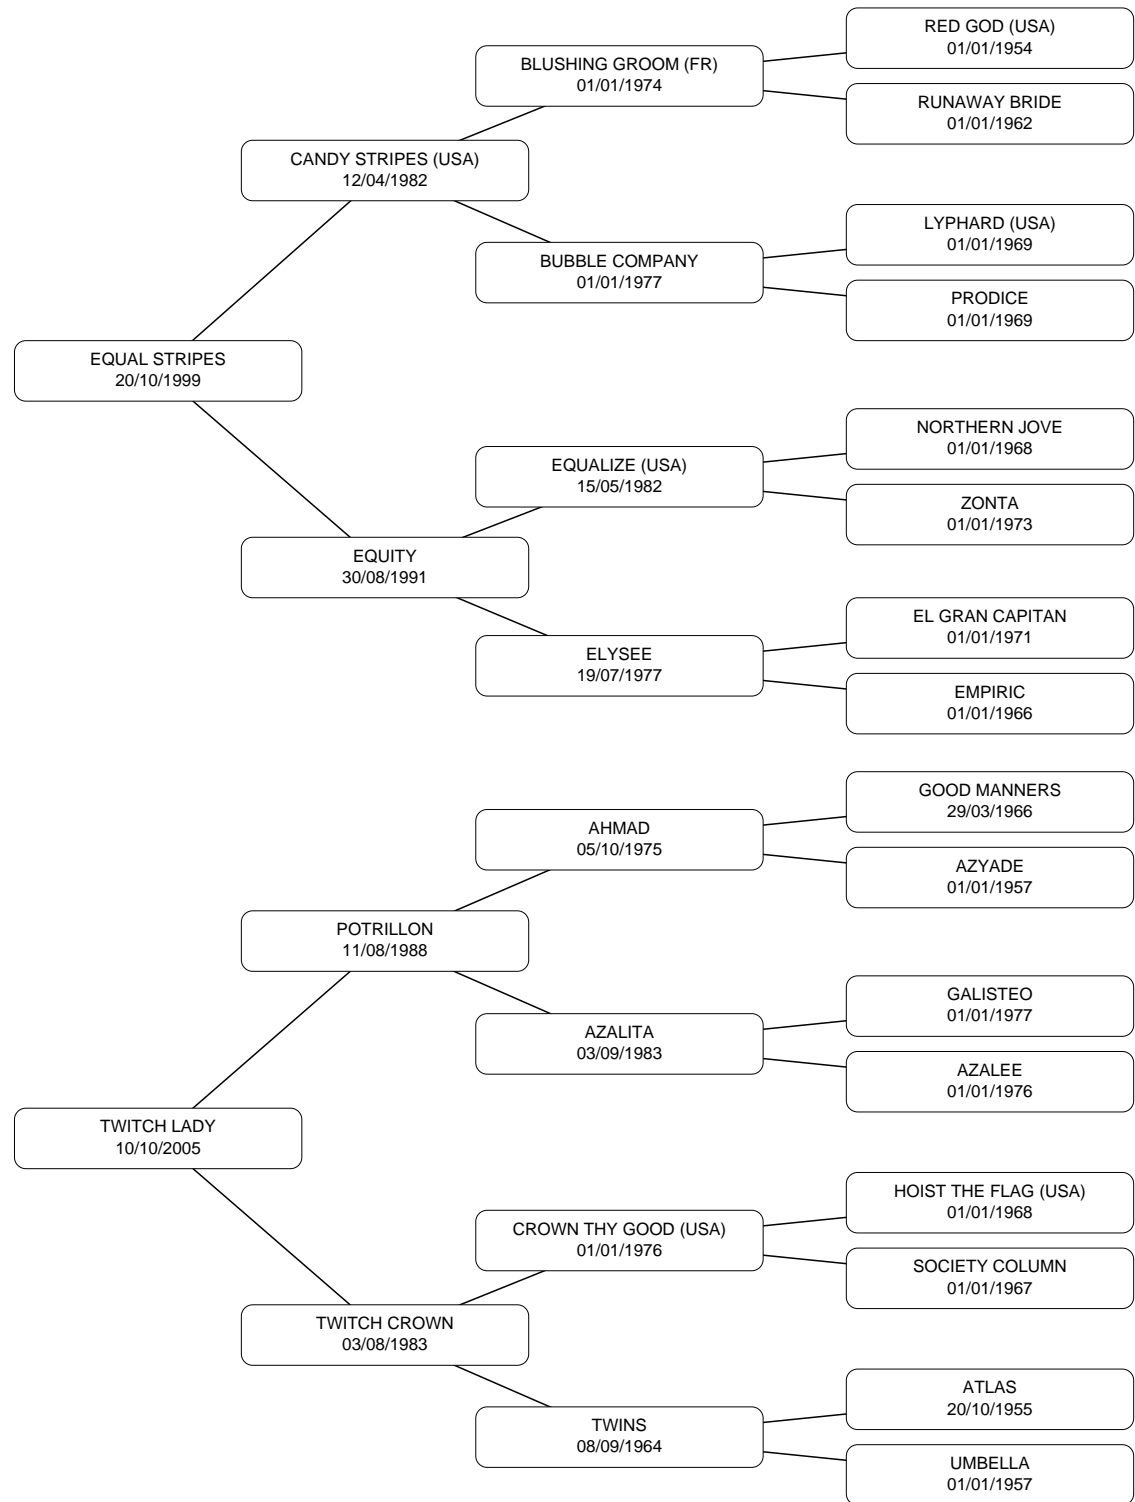 RED GOD (USA)
01/01/1954
BLUSHING GROOM (FR)
01/01/1974
RUNAWAY BRIDE
01/01/1962
CANDY STRIPES (USA)
12/04/1982
LYPHARD (USA)
01/01/1969
BUBBLE COMPANY
01/01/1977
PRODICE
01/01/1969
EQUAL STRIPES
20/10/1999
NORTHERN JOVE
01/01/1968
EQUALIZE (USA)
15/05/1982
ZONTA
01/01/1973
EQUITY
30/08/1991
EL GRAN CAPITAN
01/01/1971
ELYSEE
19/07/1977
EMPIRIC
01/01/1966
GOOD MANNERS
29/03/1966
AHMAD
05/10/1975
AZYADE
01/01/1957
POTRILLON
11/08/1988
GALISTEO
01/01/1977
AZALITA
03/09/1983
AZALEE
01/01/1976
TWITCH LADY
10/10/2005
HOIST THE FLAG (USA)
01/01/1968
CROWN THY GOOD (USA)
01/01/1976
SOCIETY COLUMN
01/01/1967
TWITCH CROWN
03/08/1983
ATLAS
20/10/1955
TWINS
08/09/1964
UMBELLA
01/01/1957